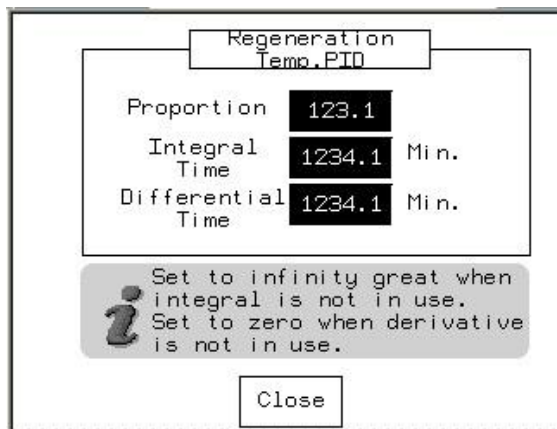 Regeneration
Temp.PID
Proportion 123.1
Integral
Time 1234.1 Min.
Differential
Time 1234.1 Min.
Set to infinity great when
integral is not in use.
Set to zero when derivative
is not in use.
Close